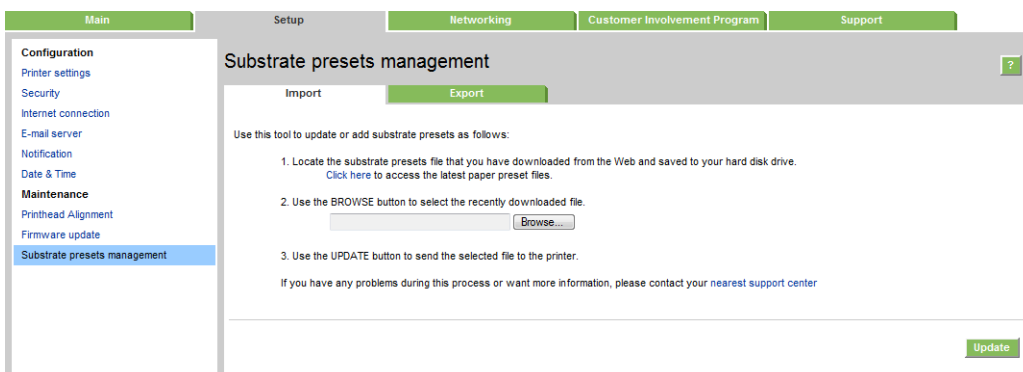 Main
Setup
Networking
Customer Involvement Program
Support
Configuration
Printer settings
Security
Internet connection
E-mail server
Notification
Date & Time
Maintenance
Printhead Alignment
Firmware update
Substrate presets management
Substrate presets management
?
Import
Export
Use this tool to update or add substrate presets as follows:
1. Locate the substrate presets file that you have downloaded from the Web and saved to your hard disk drive.
Click here to access the latest paper preset files.
2. Use the BROWSE button to select the recently downloaded file.
Browse...
3. Use the UPDATE button to send the selected file to the printer.
If you have any problems during this process or want more information, please contact your nearest support center
Update